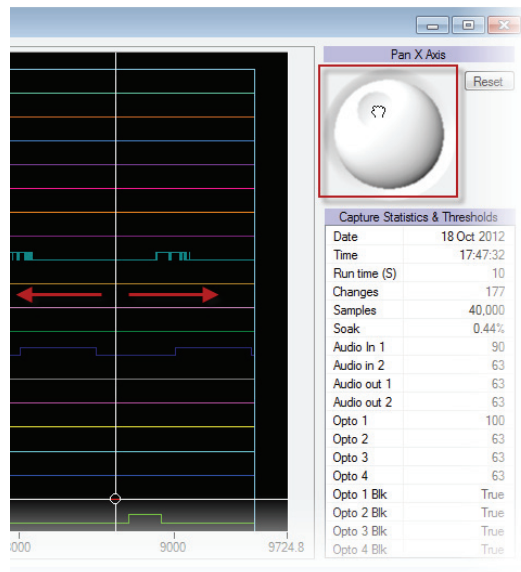 Pan X Axis
Reset
Capture Statistics & Thresholds
Date 18 Oct 2012
Time 17:47:32
Run time (S) 10
Changes 177
Samples 40,000
Soak 0.44%
Audio In 1 90
Audio in 2 63
Audio out 1 63
Audio out 2 63
Opto 1 100
Opto 2 63
Opto 3 63
Opto 4 63
Opto 1 Blk True
Opto 2 Blk True
Opto 3 Blk True
Opto 4 Blk True
9000 9724.8